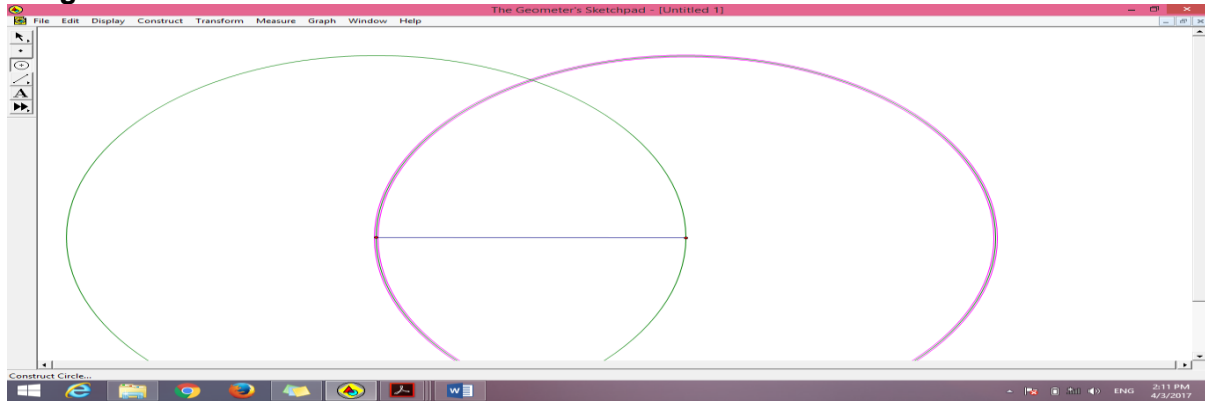 The Geometer's Sketchpad - [Untitled 1]
File Edit Display Construct Transform Measure Graph Window Help
A
Construct Circle...
W
ENG
2:11 PM
4/3/2017